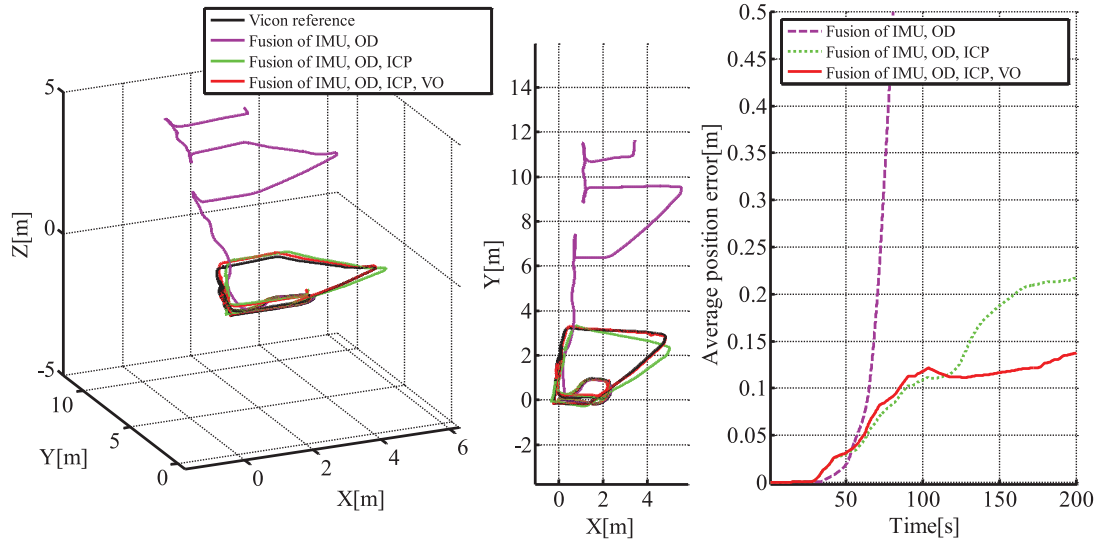 Vicon reference
Fusion of IMU, OD
Fusion of IMU, OD, ICP
Fusion of IMU, OD, ICP, VO
5
0
-5
Z[m]
10
5
0
Y[m]
0
2
4
6
X[m]
14
12
10
8
6
4
2
0
-2
Y[m]
0
2
4
X[m]
Fusion of IMU, OD
Fusion of IMU, OD, ICP
Fusion of IMU, OD, ICP, VO
0.5
0.45
0.4
0.35
0.3
0.25
0.2
0.15
0.1
0.05
0
Average position error[m]
50
100
150
200
Time[s]